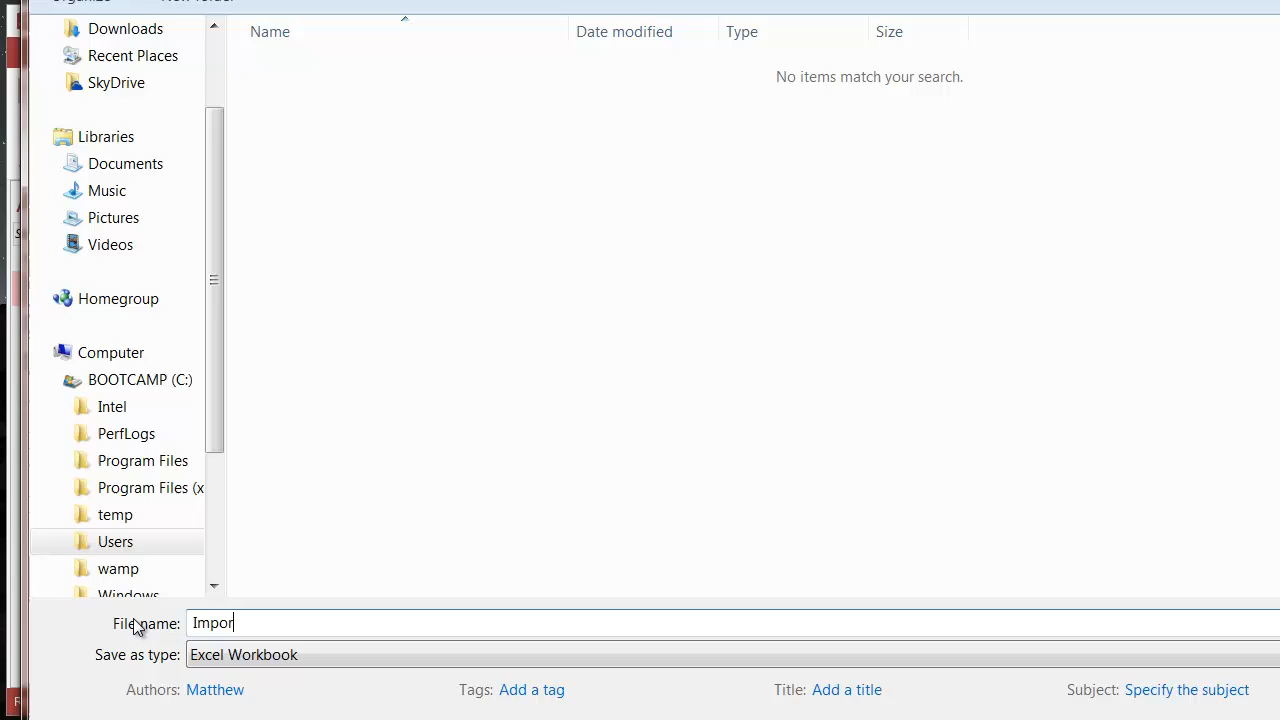 Downloads
Recent Places
SkyDrive
Libraries
Documents
Music
Pictures
Videos
Homegroup
Computer
BOOTCAMP (C:)
Intel
PerfLogs
Program Files
Program Files (x
temp
Users
wamp
Windows
Name Date modified Type Size
No items match your search.
File name: Impor
Save as type: Excel Workbook
Authors: Matthew Tags: Add a tag Title: Add a title Subject: Specify the subject